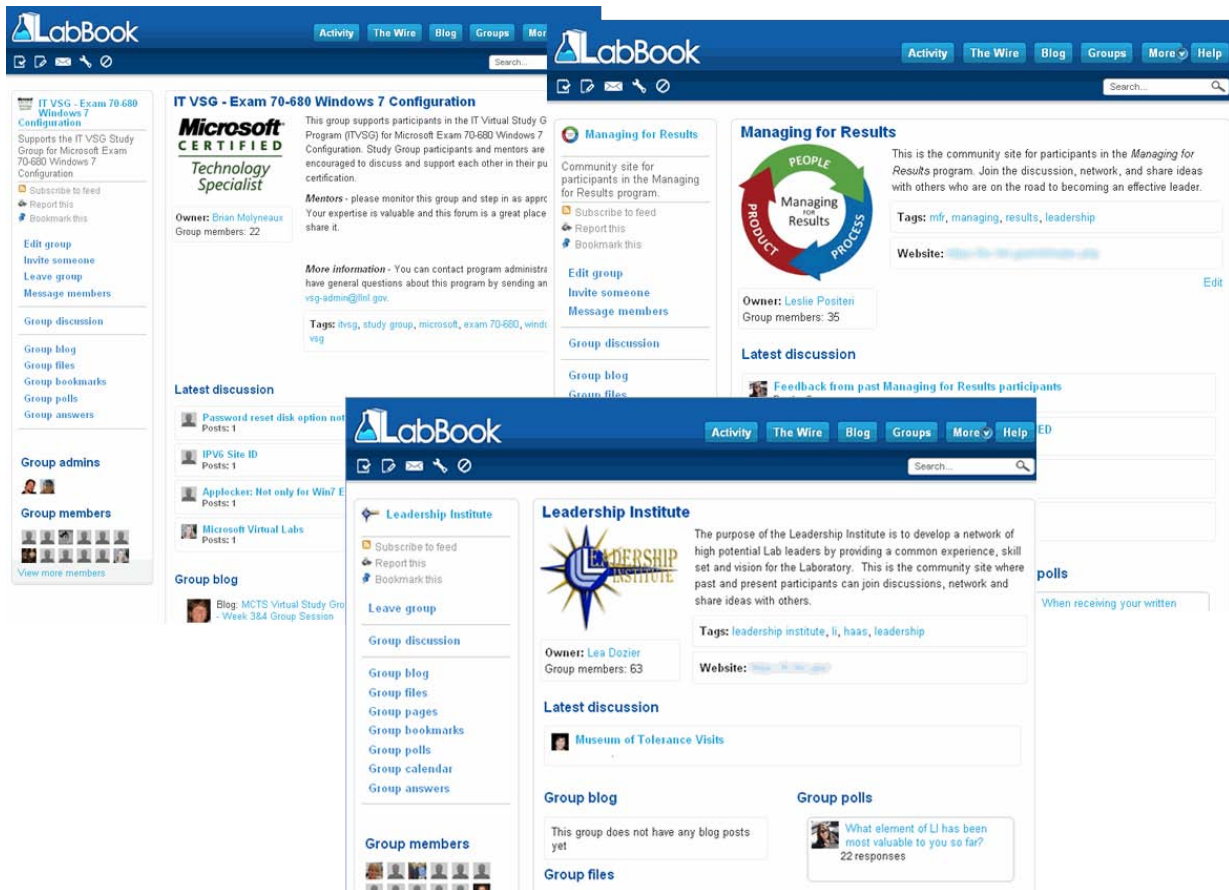 LabBook
Activity The Wire Blog Groups Mor
Search...
IT VSG - Exam 70-680
Windows 7
Configuration
Supports the IT VSG Study
Group for Microsoft Exam
70-680 Windows 7
Configuration
Subscribe to feed
Report this
Bookmark this
Edit group
Invite someone
Leave group
Message members
Group discussion
Group blog
Group files
Group bookmarks
Group polls
Group answers
Group admins
Group members
View more members
IT VSG - Exam 70-680 Windows 7 Configuration
Microsoft
CERTIFIED
Technology
Specialist
Owner: Brian Molyneaux
Group members: 22
This group supports participants in the IT Virtual Study G
Program (ITVSG) for Microsoft Exam 70-680 Windows 7
Configuration. Study Group participants and mentors are
encouraged to discuss and support each other in their pu
certification.
Mentors - please monitor this group and step in as appro
Your expertise is valuable and this forum is a great place
share it.
More information - You can contact program administra
have general questions about this program by sending an
vsg-admin@llnl.gov.
Tags: itvsg, study group, microsoft, exam 70-680, wind
vsg
Latest discussion
Password reset disk option not
Posts: 1
IPV6 Site ID
Posts: 1
Applocker: Not only for Win7 E
Posts: 1
Microsoft Virtual Labs
Posts: 1
Group blog
Blog: MCTS Virtual Study Gro
- Week 3&4 Group Session
LabBook
Activity The Wire Blog Groups More Help
Search...
Managing for Results
Community site for
participants in the Managing
for Results program.
Subscribe to feed
Report this
Bookmark this
Edit group
Invite someone
Message members
Group discussion
Group blog
Group files
Managing for Results
PEOPLE
PROCESS
PRODUCT
Managing
FOR
Results
Owner: Leslie Positeri
Group members: 35
This is the community site for participants in the Managing for
Results program. Join the discussion, network, and share ideas
with others who are on the road to becoming an effective leader.
Tags: mfr, managing, results, leadership
Website:
Edit
Latest discussion
Feedback from past Managing for Results participants
ED
polls
When receiving your written
LabBook
Activity The Wire Blog Groups More Help
Search...
Leadership Institute
Subscribe to feed
Report this
Bookmark this
Leave group
Group discussion
Group blog
Group files
Group pages
Group bookmarks
Group polls
Group calendar
Group answers
Group members
Leadership Institute
LEADERSHIP
INSTITUTE
Owner: Lea Dozier
Group members: 63
The purpose of the Leadership Institute is to develop a network of
high potential Lab leaders by providing a common experience, skill
set and vision for the Laboratory. This is the community site where
past and present participants can join discussions, network and
share ideas with others.
Tags: leadership institute, li, haas, leadership
Website:
Latest discussion
Museum of Tolerance Visits
Group blog
This group does not have any blog posts
yet
Group files
Group polls
What element of LI has been
most valuable to you so far?
22 responses